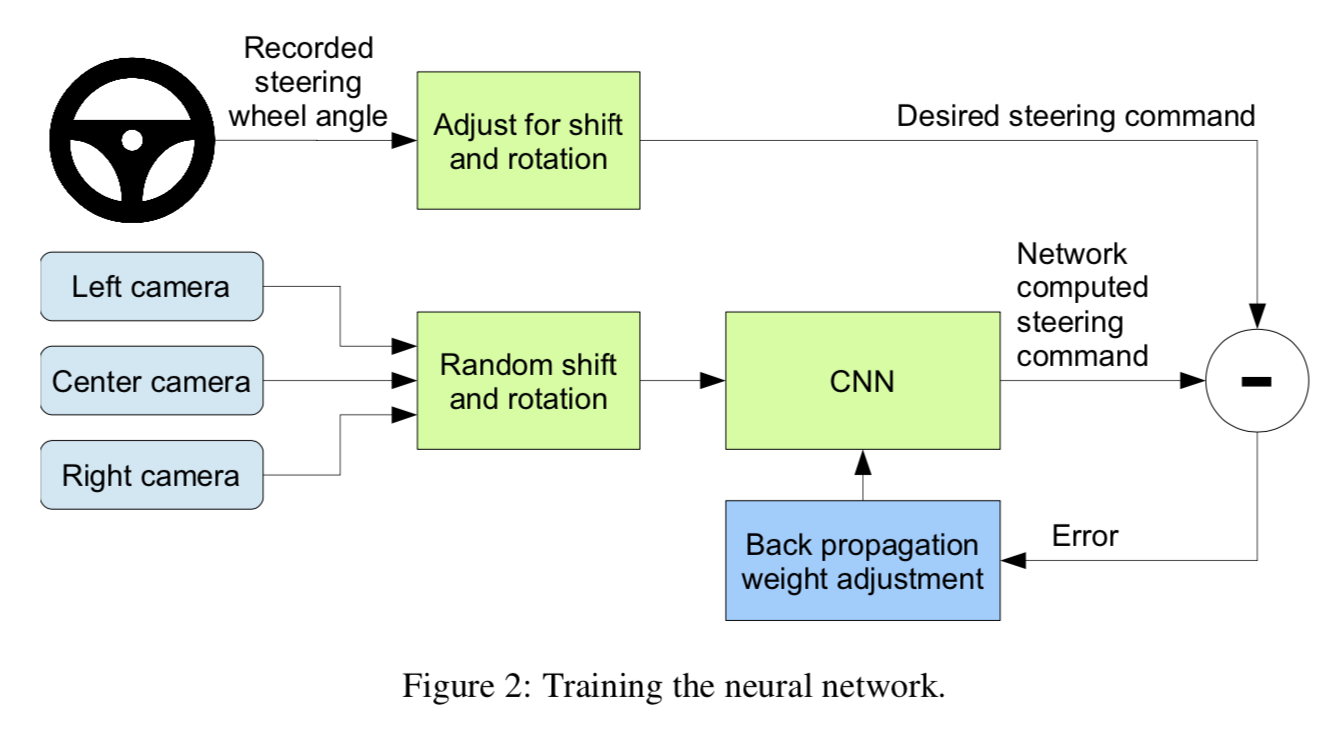 Recorded
steering
wheel angle
Adjust for shift
and rotation
Desired steering command
Left camera
Center camera
Right camera
Random shift
and rotation
CNN
Network
computed
steering
command
-
Back propagation
weight adjustment
Error
Figure 2: Training the neural network.